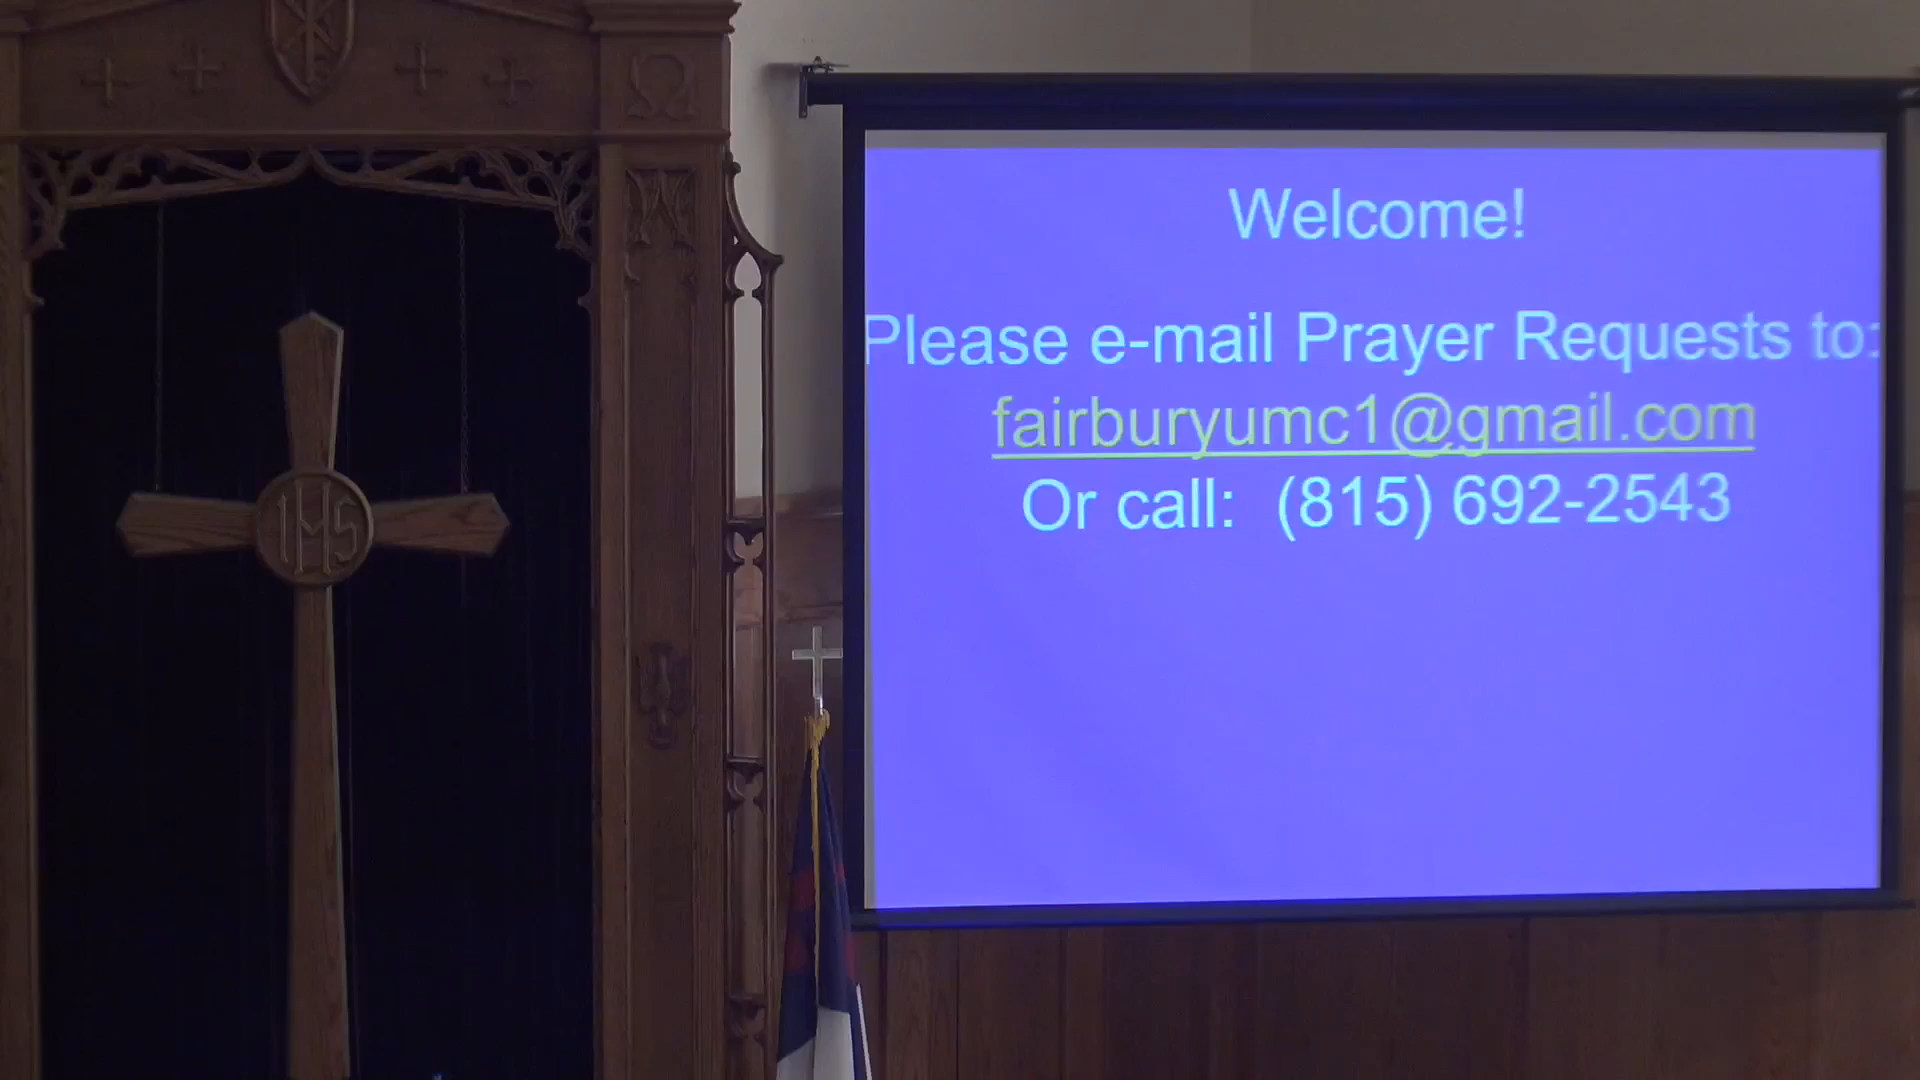 Welcome!
Please e-mail Prayer Requests to:
fairburyumc1@gmail.com
Or call: (815) 692-2543
IHS
Ω